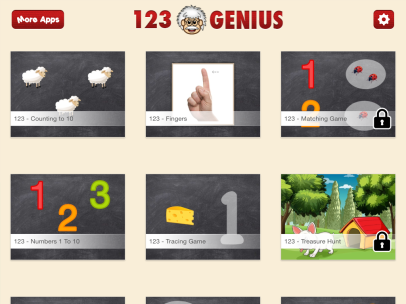 More Apps
123 GENIUS
123 - Counting to 10
123 - Fingers
1
2
123 - Matching Game
1 2 3
123 - Numbers 1 To 10
1
123 - Tracing Game
123 - Treasure Hunt